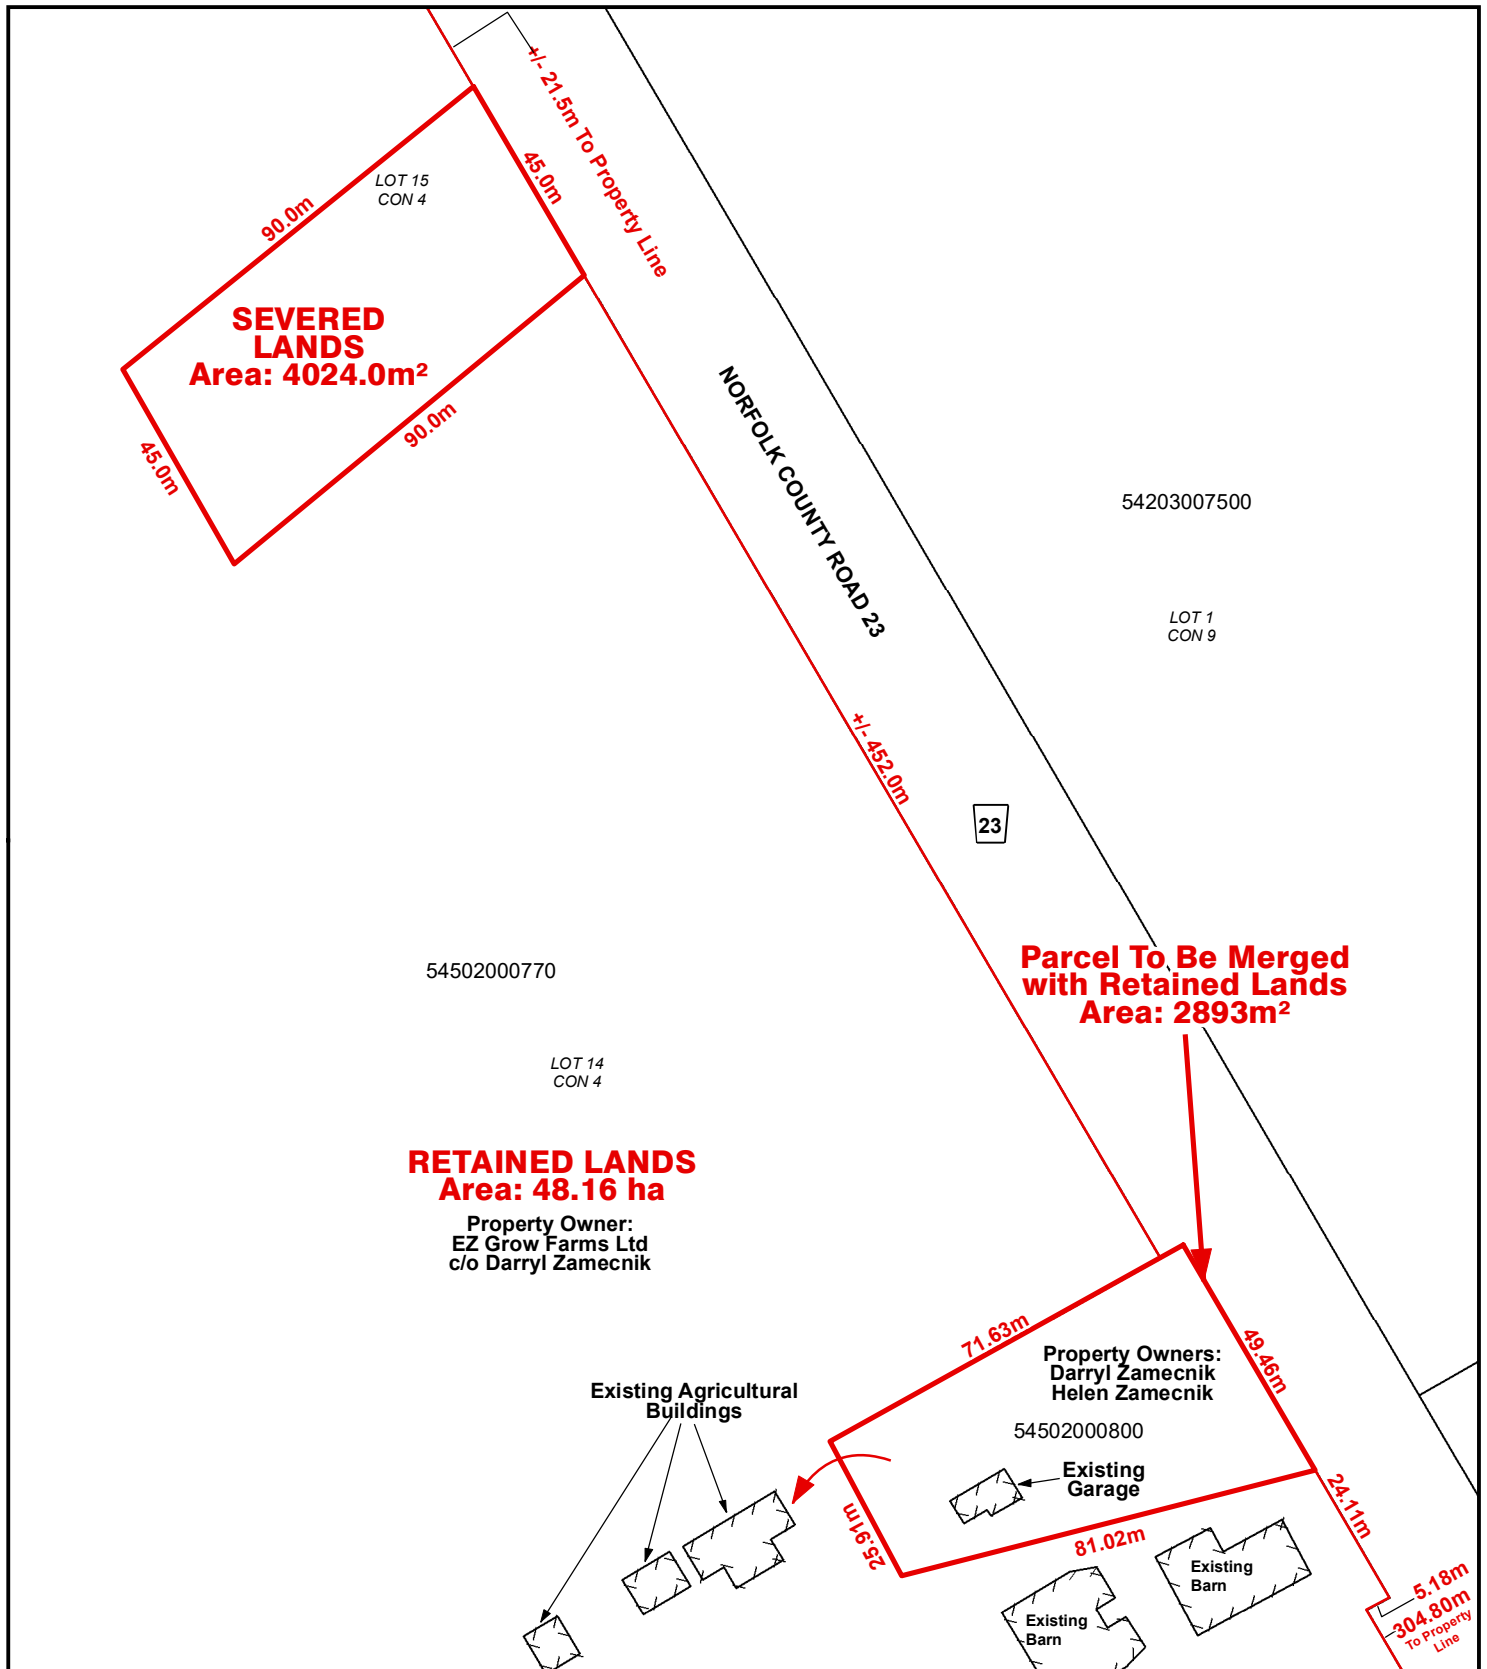 +/- 21.5m To Property Line
45.0m
LOT 15
CON 4
90.0m
SEVERED
LANDS
Area: 4024.0m²
90.0m
45.0m
NORFOLK COUNTY ROAD 23
54203007500
LOT 1
CON 9
+/- 452.0m
23
54502000770
Parcel To Be Merged
with Retained Lands
Area: 2893m²
LOT 14
CON 4
RETAINED LANDS
Area: 48.16 ha
Property Owner:
EZ Grow Farms Ltd
c/o Darryl Zamecnik
71.63m
49.46m
Property Owners:
Darryl Zamecnik
Helen Zamecnik
54502000800
Existing Agricultural
Buildings
Existing
Garage
25.91m
81.02m
24.11m
Existing
Barn
Existing
Barn
5.18m
304.80m
To Property
Line